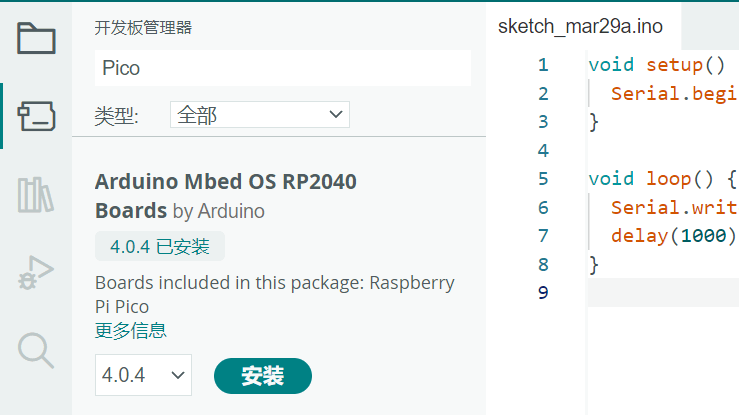 开发板管理器
Pico
类型:
全部
Arduino Mbed OS RP2040
Boards by Arduino
4.0.4 已安装
Boards included in this package: Raspberry
Pi Pico
更多信息
4.0.4
安装
sketch_mar29a.ino
1 void setup()
2 Serial.begi
3 }
4
5 void loop() {
6 Serial.writ
7 delay(1000)
8 }
9